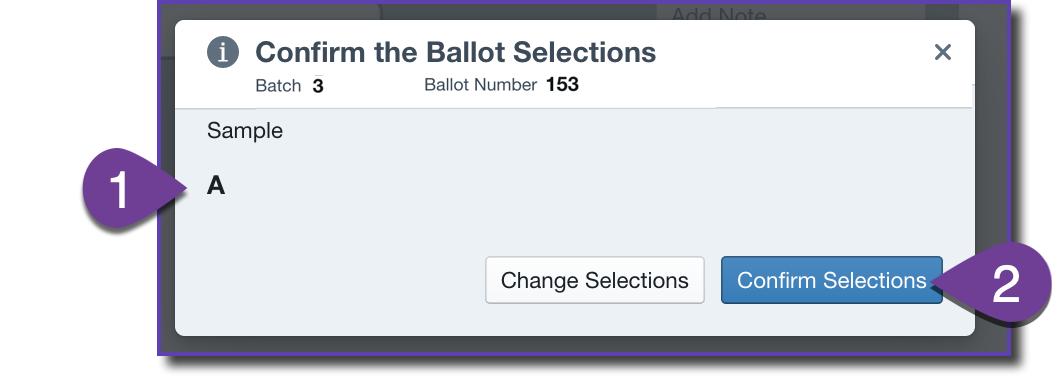 Add Note
i Confirm the Ballot Selections ×
Batch 3 Ballot Number 153
Sample
1 A
Change Selections Confirm Selections 2